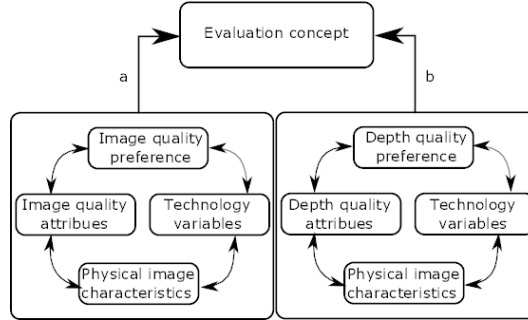 Evaluation concept
a
b
Image quality
preference
Depth quality
preference
Image quality
attribues
Technology
variables
Depth quality
attribues
Technology
variables
Physical image
characteristics
Physical image
characteristics